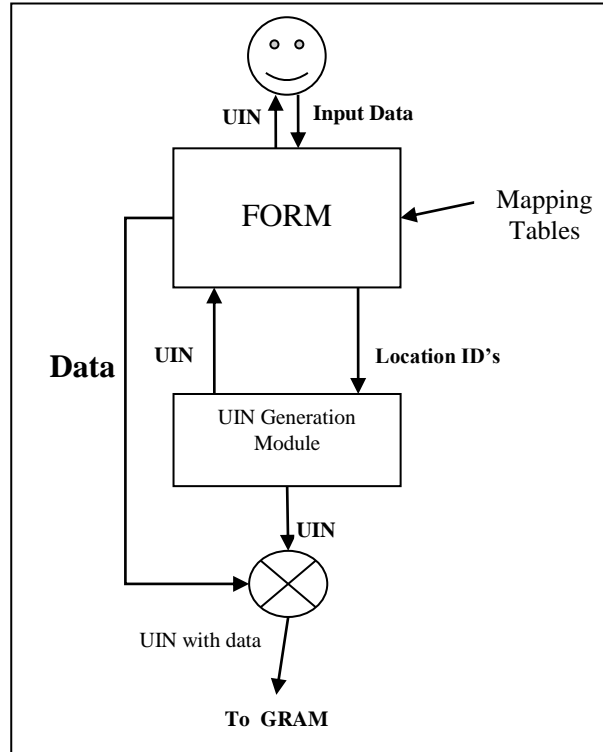 UIN
Input Data
FORM
Mapping
Tables
UIN
Data
Location ID's
UIN Generation
Module
UIN
UIN with data
To GRAM